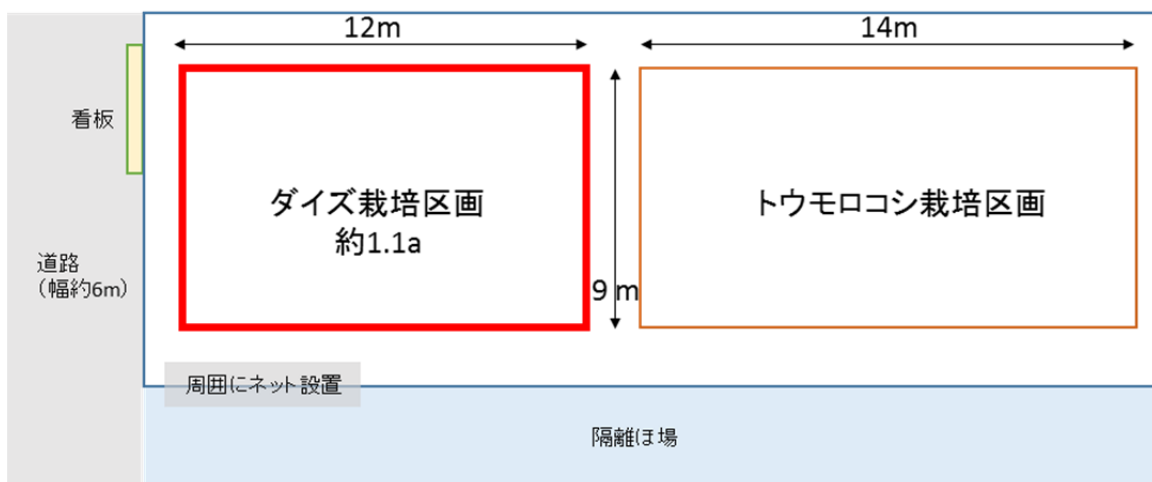 12m
14m
看板
ダイズ栽培区画
約1.1a
トウモロコシ栽培区画
道路
(幅約6m)
9 m
周囲にネット設置
隔離ほ場